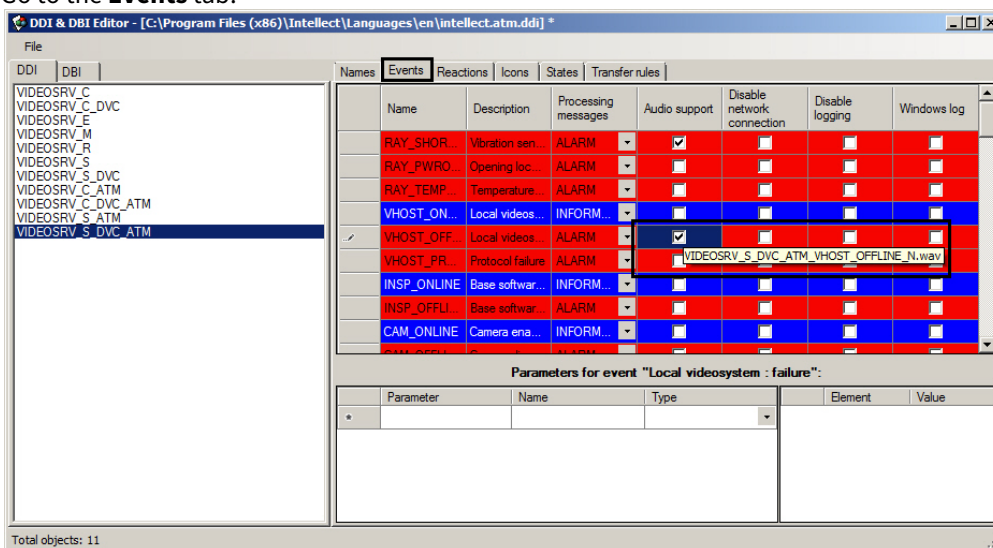 Go to the Events tab.
DDI & DBI Editor - [C:\Program Files (x86)\Intellect\Languages\en\intellect.atm.ddi] *
File
DDI DBI
VIDEOSRV_C
VIDEOSRV_C_DVC
VIDEOSRV_E
VIDEOSRV_M
VIDEOSRV_R
VIDEOSRV_S
VIDEOSRV_S_DVC
VIDEOSRV_C_ATM
VIDEOSRV_C_DVC_ATM
VIDEOSRV_S_ATM
VIDEOSRV_S_DVC_ATM
Names Events Reactions Icons States Transfer rules
Name Description Processing messages Audio support Disable network connection Disable logging Windows log
RAY_SHOR... Vibration sen... ALARM
RAY_PWRO... Opening loc... ALARM
RAY_TEMP... Temperature... ALARM
VHOST_ON... Local videos... INFORM...
VHOST_OFF... Local videos... ALARM
VHOST_PR... Protocol failure ALARM
VIDEOSRV_S_DVC_ATM_VHOST_OFFLINE_N.wav
INSP_ONLINE Base softwar... INFORM...
INSP_OFFLI... Base softwar... ALARM
CAM_ONLINE Camera ena... INFORM...
Parameters for event "Local videosystem : failure":
Parameter Name Type Element Value
*
Total objects: 11